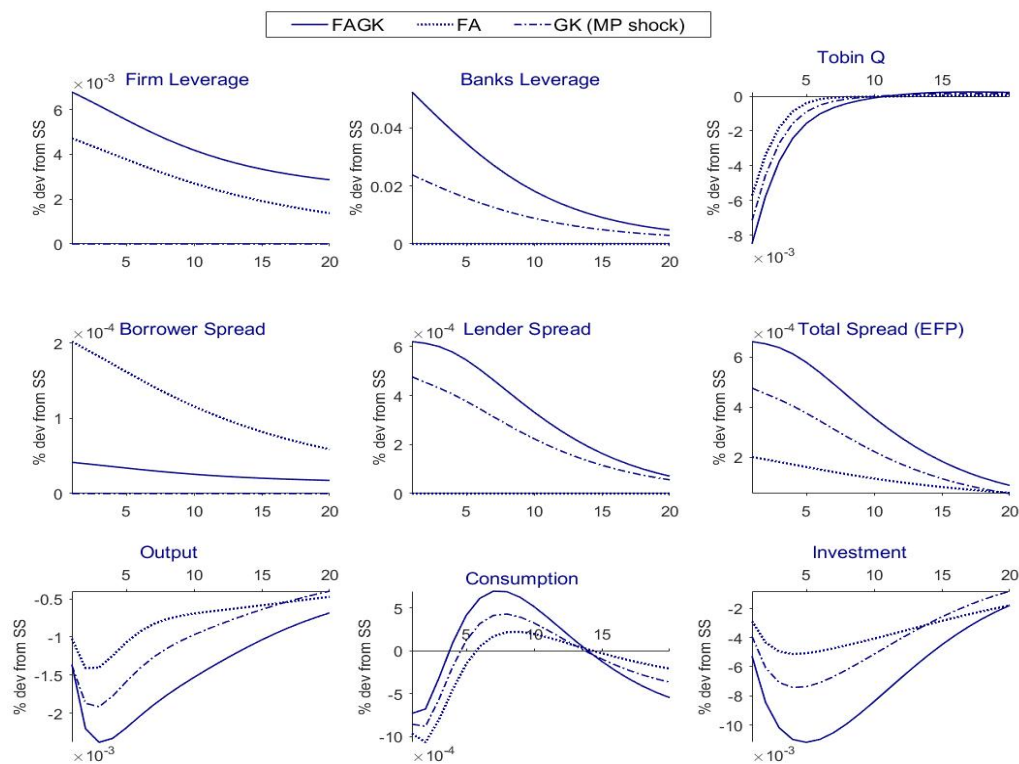 FAGK FA GK (MP shock)
×10⁻³ Firm Leverage
% dev from SS
6
4
2
0
5 10 15 20
Banks Leverage
% dev from SS
0.04
0.02
0
5 10 15 20
Tobin Q
5 10 15
% dev from SS
0
-2
-4
-6
-8
×10⁻³
×10⁻⁴ Borrower Spread
% dev from SS
2
1
0
5 10 15 20
×10⁻⁴ Lender Spread
% dev from SS
6
4
2
0
5 10 15 20
×10⁻⁴ Total Spread (EFP)
% dev from SS
6
4
2
5 10 15 20
Output
5 10 15 20
% dev from SS
-0.5
-1
-1.5
-2
×10⁻³
Consumption
% dev from SS
5
0
-5
-10
5 10 15
×10⁻⁴
Investment
5 10 15 20
% dev from SS
-2
-4
-6
-8
-10
×10⁻³